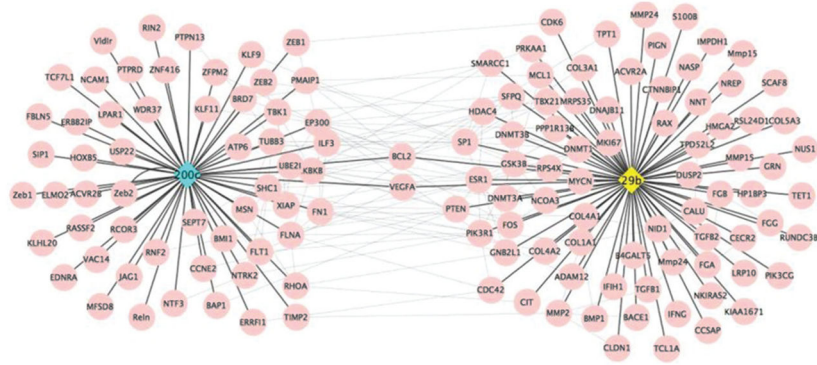 MMP24
S100B
RIN2
CDK6
PTPN13
TPT1
Vldlr
ZEB1
PIGN
IMPDH1
KLF9
PRKAA1
Mmp15
PTPRD
ZNF416
ZFPM2
SMARCC1
COL3A1
ACVR2A
NASP
TCF7L1
NCAM1
ZEB2
PMAIP1
MCL1
CTNNBP1
NREP
SCAF8
BRD7
SFPQ
TBX21
MRPS35
NNT
WDR37
KLF11
TBK1
HDAC4
DNAJB11
FBLN5
LPAR1
RAX
HMGA2
RSL24D1
COL5A3
ERBB2IP
EP300
DNMT3B
PPP1R13B
TUBB3
ILF3
SP1
MKI67
TPD52L2
USP22
ATP6
DNMT1
NUS1
SIP1
HOXB5
UBE2I
BCL2
GSK3B
RPS4X
MMP15
GRN
200c
KBKB
ESR1
MYCN
29b
DUSP2
Zeb1
ELMO2
ACVR2B
Zeb2
SHC1
VEGFA
NCOA3
FGB
HP1BP3
TET1
DNMT3A
XIAP
MSN
FN1
PTEN
COL4A1
CALU
RASSF2
SEPT7
FOS
FGG
RCOR3
NID1
RUNDC3B
FLNA
PIK3R1
TGFB2
KLHL20
BMI1
COL1A1
CECR2
RNF2
FLT1
GNB2L1
COL4A2
B4GALT5
VAC14
FGA
CCNE2
Mmp24
LRP10
EDNRA
JAG1
NTRK2
ADAM12
PIK3CG
RHOA
IFIH1
TGFB1
NKIRAS2
CDC42
MFSD8
NTF3
BAP1
CIT
KIAA1671
Reln
TIMP2
MMP2
BMP1
BACE1
IFNG
ERRFI1
CCSAP
CLDN1
TCL1A